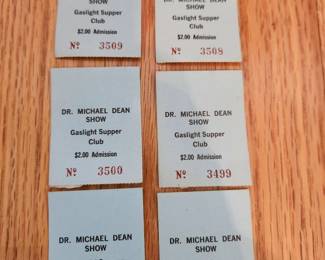 SHOW
Gaslight Supper
Club
$2.00 Admission
Nº 3509
DR. MICHAEL DEAN
SHOW
Gaslight Supper
Club
$2.00 Admission
Nº 3508
DR. MICHAEL DEAN
SHOW
Gaslight Supper
Club
$2.00 Admission
Nº 3500
DR. MICHAEL DEAN
SHOW
Gaslight Supper
Club
$2.00 Admission
Nº 3499
DR. MICHAEL DEAN
SHOW
DR. MICHAEL DEAN
SHOW